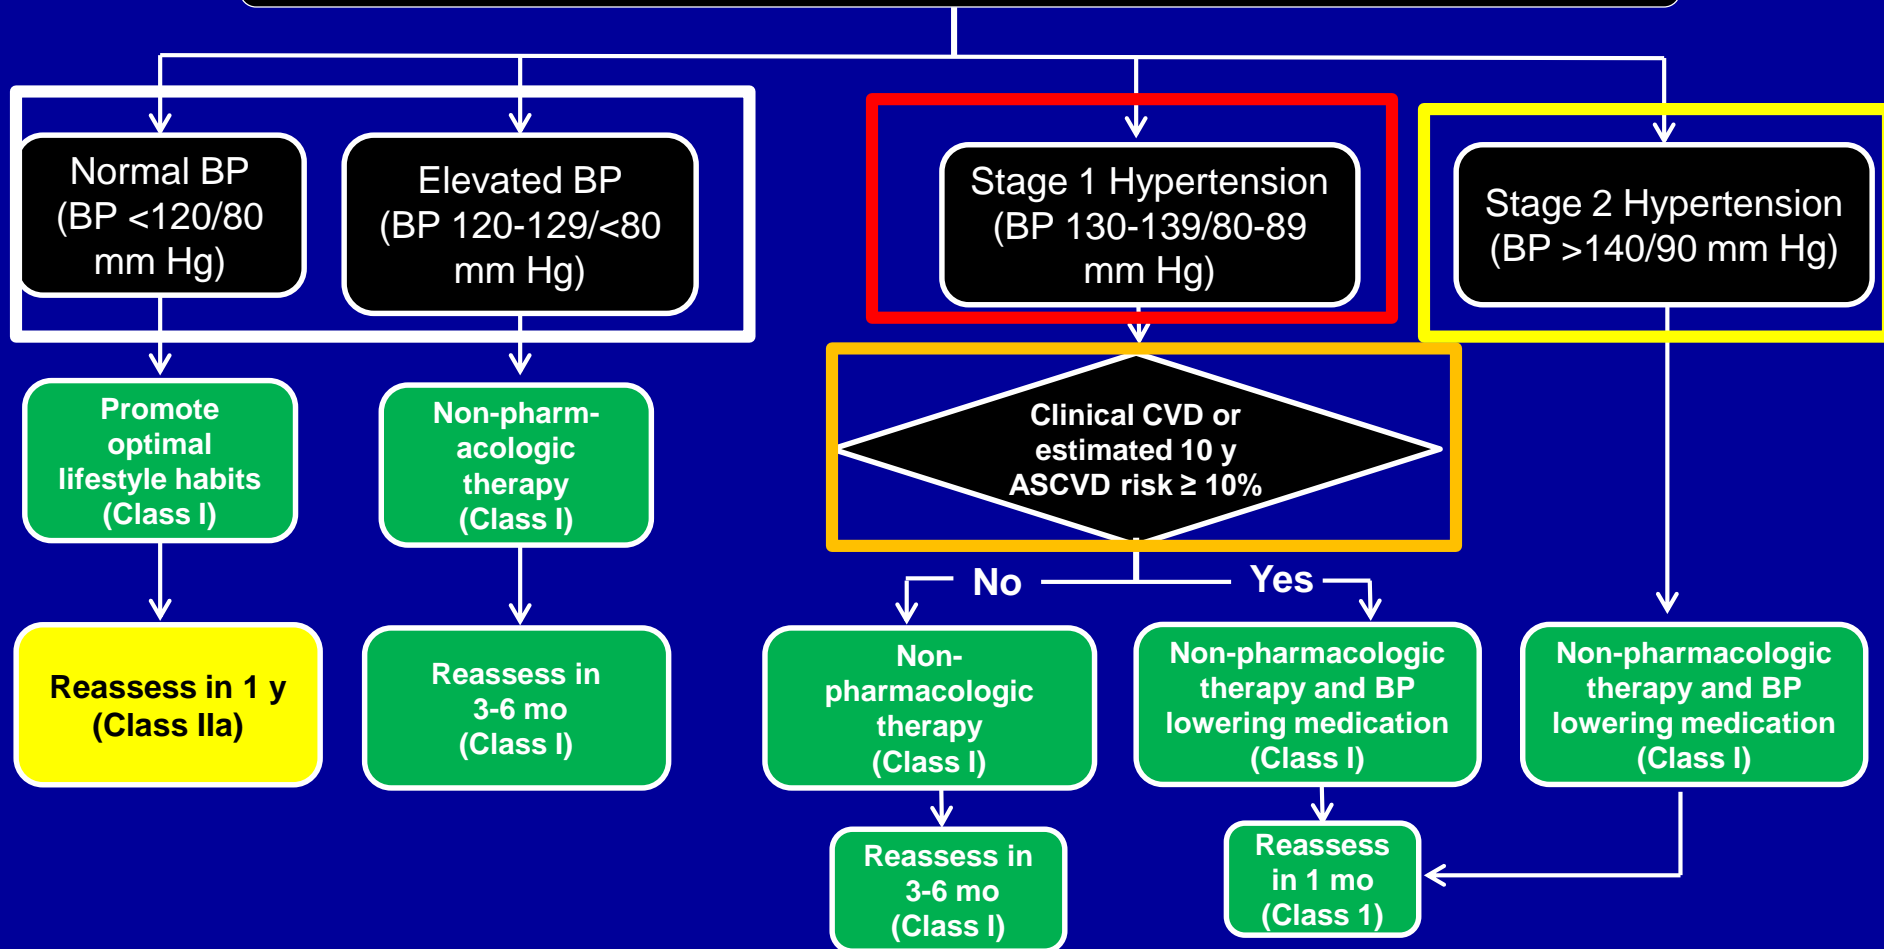 Normal BP
(BP <120/80
mm Hg)
Elevated BP
(BP 120-129/<80
mm Hg)
Stage 1 Hypertension
(BP 130-139/80-89
mm Hg)
Stage 2 Hypertension
(BP >140/90 mm Hg)
Promote
optimal
lifestyle habits
(Class I)
Non-pharm-
acologic
therapy
(Class I)
Clinical CVD or
estimated 10 y
ASCVD risk ≥ 10%
No
Yes
Reassess in 1 y
(Class IIa)
Reassess in
3-6 mo
(Class I)
Non-
pharmacologic
therapy
(Class I)
Non-pharmacologic
therapy and BP
lowering medication
(Class I)
Non-pharmacologic
therapy and BP
lowering medication
(Class I)
Reassess in
3-6 mo
(Class I)
Reassess
in 1 mo
(Class 1)